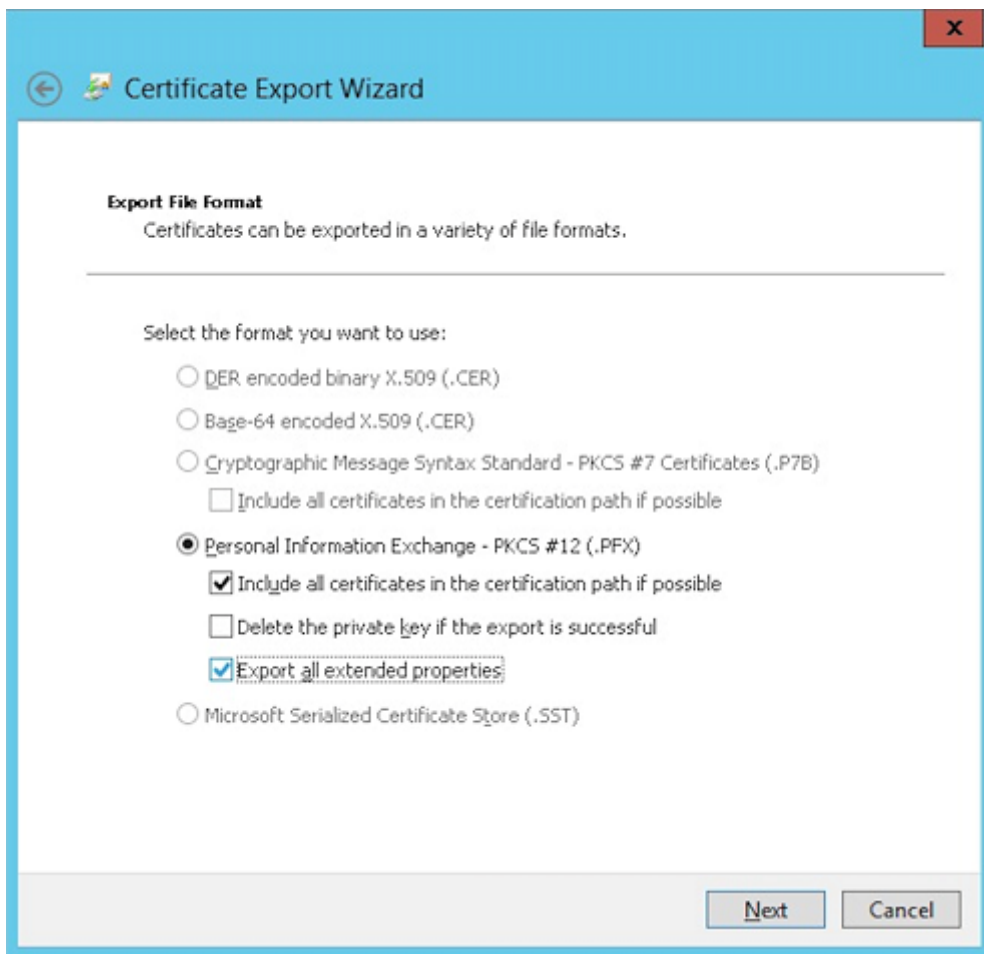 x
Certificate Export Wizard
Export File Format
Certificates can be exported in a variety of file formats.
Select the format you want to use:
DER encoded binary X.509 (.CER)
Base-64 encoded X.509 (.CER)
Cryptographic Message Syntax Standard - PKCS #7 Certificates (.P7B)
Include all certificates in the certification path if possible
Personal Information Exchange - PKCS #12 (.PFX)
Include all certificates in the certification path if possible
Delete the private key if the export is successful
Export all extended properties
Microsoft Serialized Certificate Store (.SST)
Next Cancel